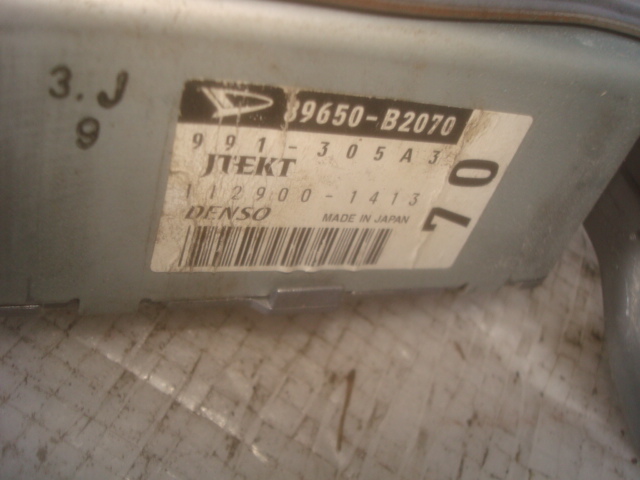 3.J
9
89650-B2070
991-305A3
JTEKT
112900-1413
DENSO MADE IN JAPAN
70